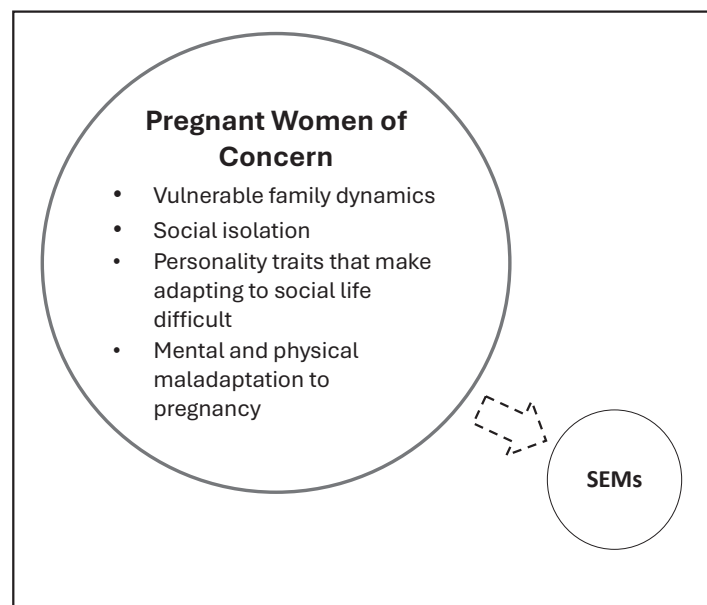 Pregnant Women of
Concern
• Vulnerable family dynamics
• Social isolation
• Personality traits that make
adapting to social life
difficult
• Mental and physical
maladaptation to
pregnancy
SEMs